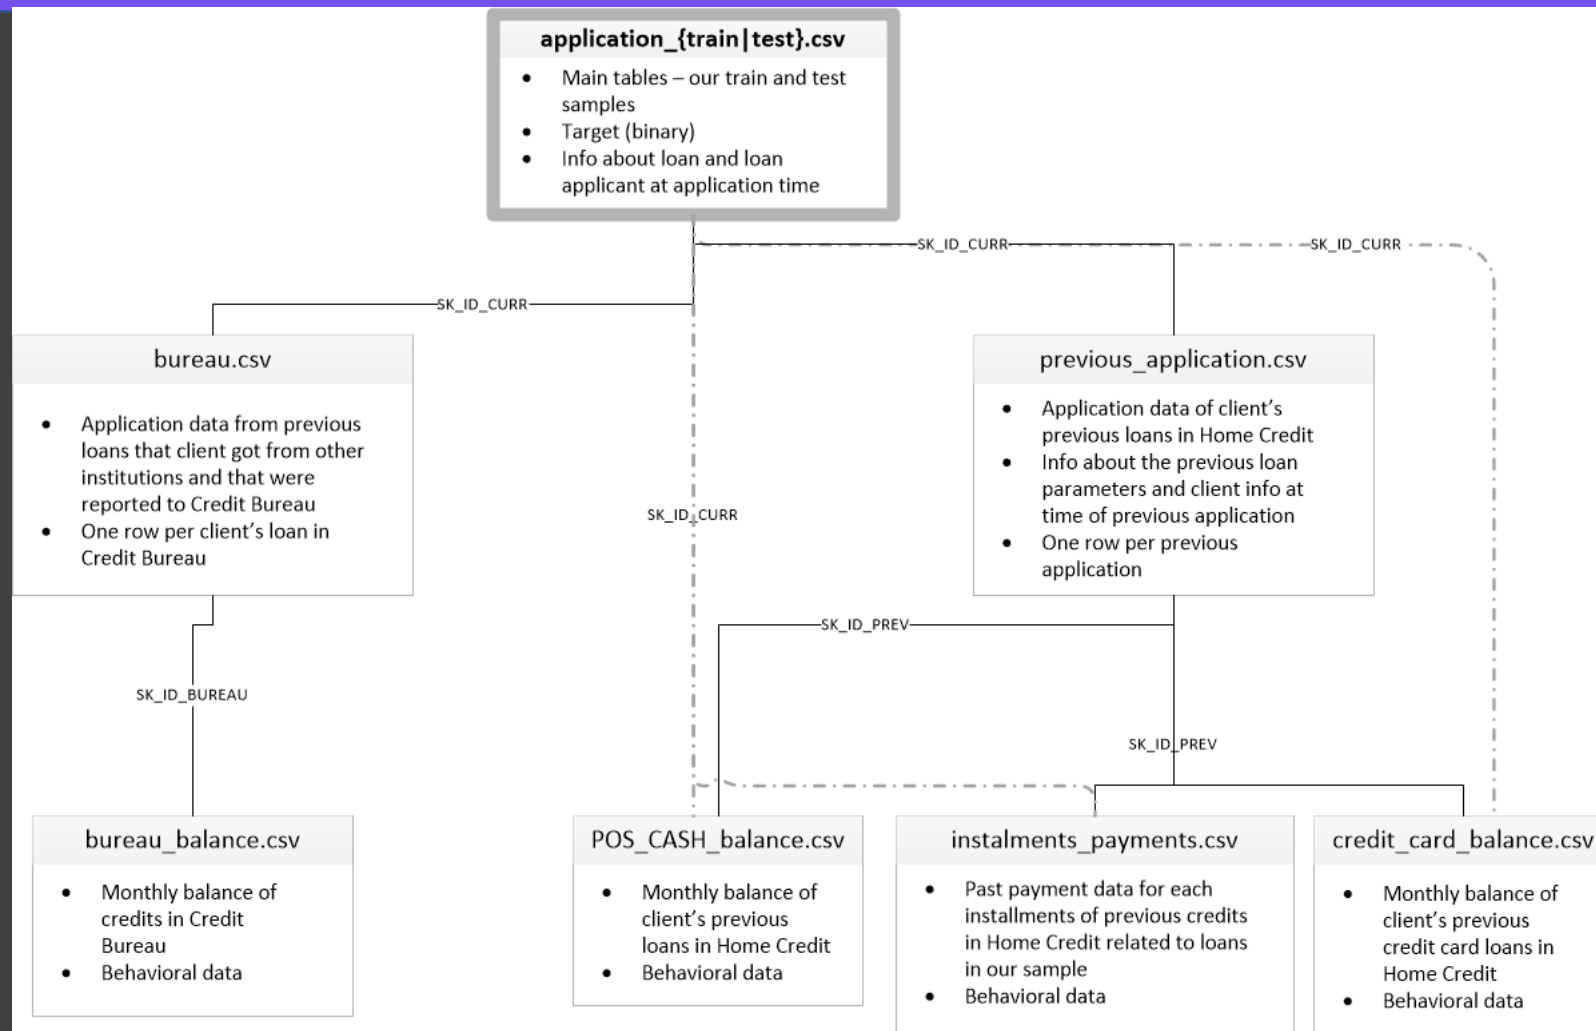 application_{train|test}.csv
• Main tables – our train and test
samples
• Target (binary)
• Info about loan and loan
applicant at application time
SK_ID_CURR
SK_ID_CURR
SK_ID_CURR
bureau.csv
• Application data from previous
loans that client got from other
institutions and that were
reported to Credit Bureau
• One row per client's loan in
Credit Bureau
previous_application.csv
• Application data of client's
previous loans in Home Credit
• Info about the previous loan
parameters and client info at
time of previous application
• One row per previous
application
SK_ID_CURR
SK_ID_PREV
SK_ID_BUREAU
SK_ID_PREV
bureau_balance.csv
• Monthly balance of
credits in Credit
Bureau
• Behavioral data
POS_CASH_balance.csv
• Monthly balance of
client's previous
loans in Home Credit
• Behavioral data
instalments_payments.csv
• Past payment data for each
installments of previous credits
in Home Credit related to loans
in our sample
• Behavioral data
credit_card_balance.csv
• Monthly balance of
client's previous
credit card loans in
Home Credit
• Behavioral data